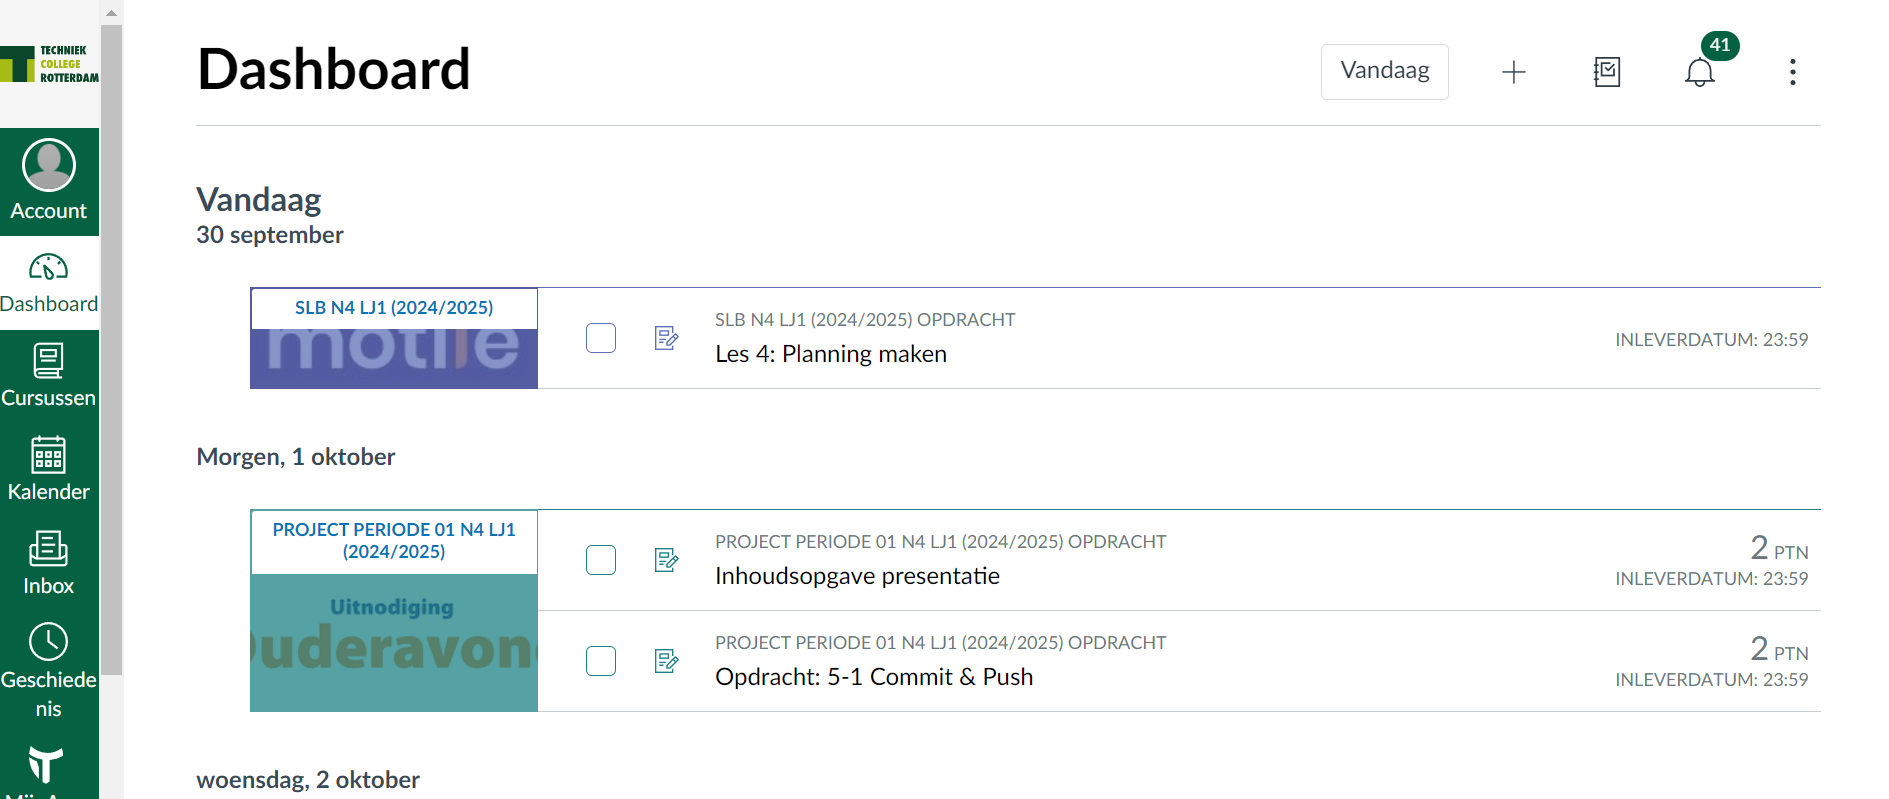 TECHNIEK
COLLEGE
ROTTERDAM
Account
Dashboard
Cursussen
Kalender
Inbox
Geschiede
nis
Dashboard
Vandaag
41
Vandaag
30 september
SLB N4 LJ1 (2024/2025)
SLB N4 LJ1 (2024/2025) OPDRACHT
Les 4: Planning maken
INLEVERDATUM: 23:59
Morgen, 1 oktober
PROJECT PERIODE 01 N4 LJ1
(2024/2025)
Uitnodiging
Ouderavond
PROJECT PERIODE 01 N4 LJ1 (2024/2025) OPDRACHT
Inhoudsopgave presentatie
2 PTN
INLEVERDATUM: 23:59
PROJECT PERIODE 01 N4 LJ1 (2024/2025) OPDRACHT
Opdracht: 5-1 Commit & Push
2 PTN
INLEVERDATUM: 23:59
woensdag, 2 oktober